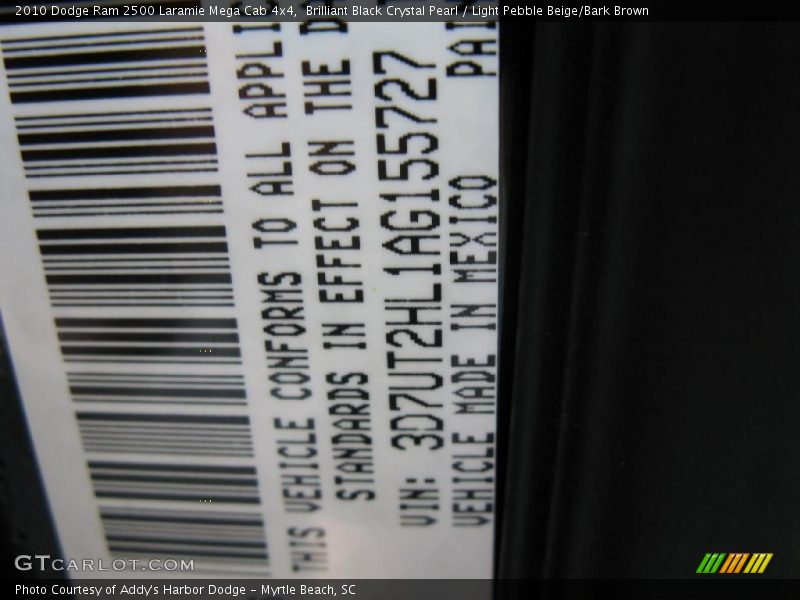 2010 Dodge Ram 2500 Laramie Mega Cab 4x4, Brilliant Black Crystal Pearl / Light Pebble Beige/Bark Brown
THIS VEHICLE CONFORMS TO ALL APPLI
STANDARDS IN EFFECT ON THE D
VIN: 3D7UT2HL1AG155727
VEHICLE MADE IN MEXICO PAI
GTCARLOT.COM
Photo Courtesy of Addy's Harbor Dodge - Myrtle Beach, SC